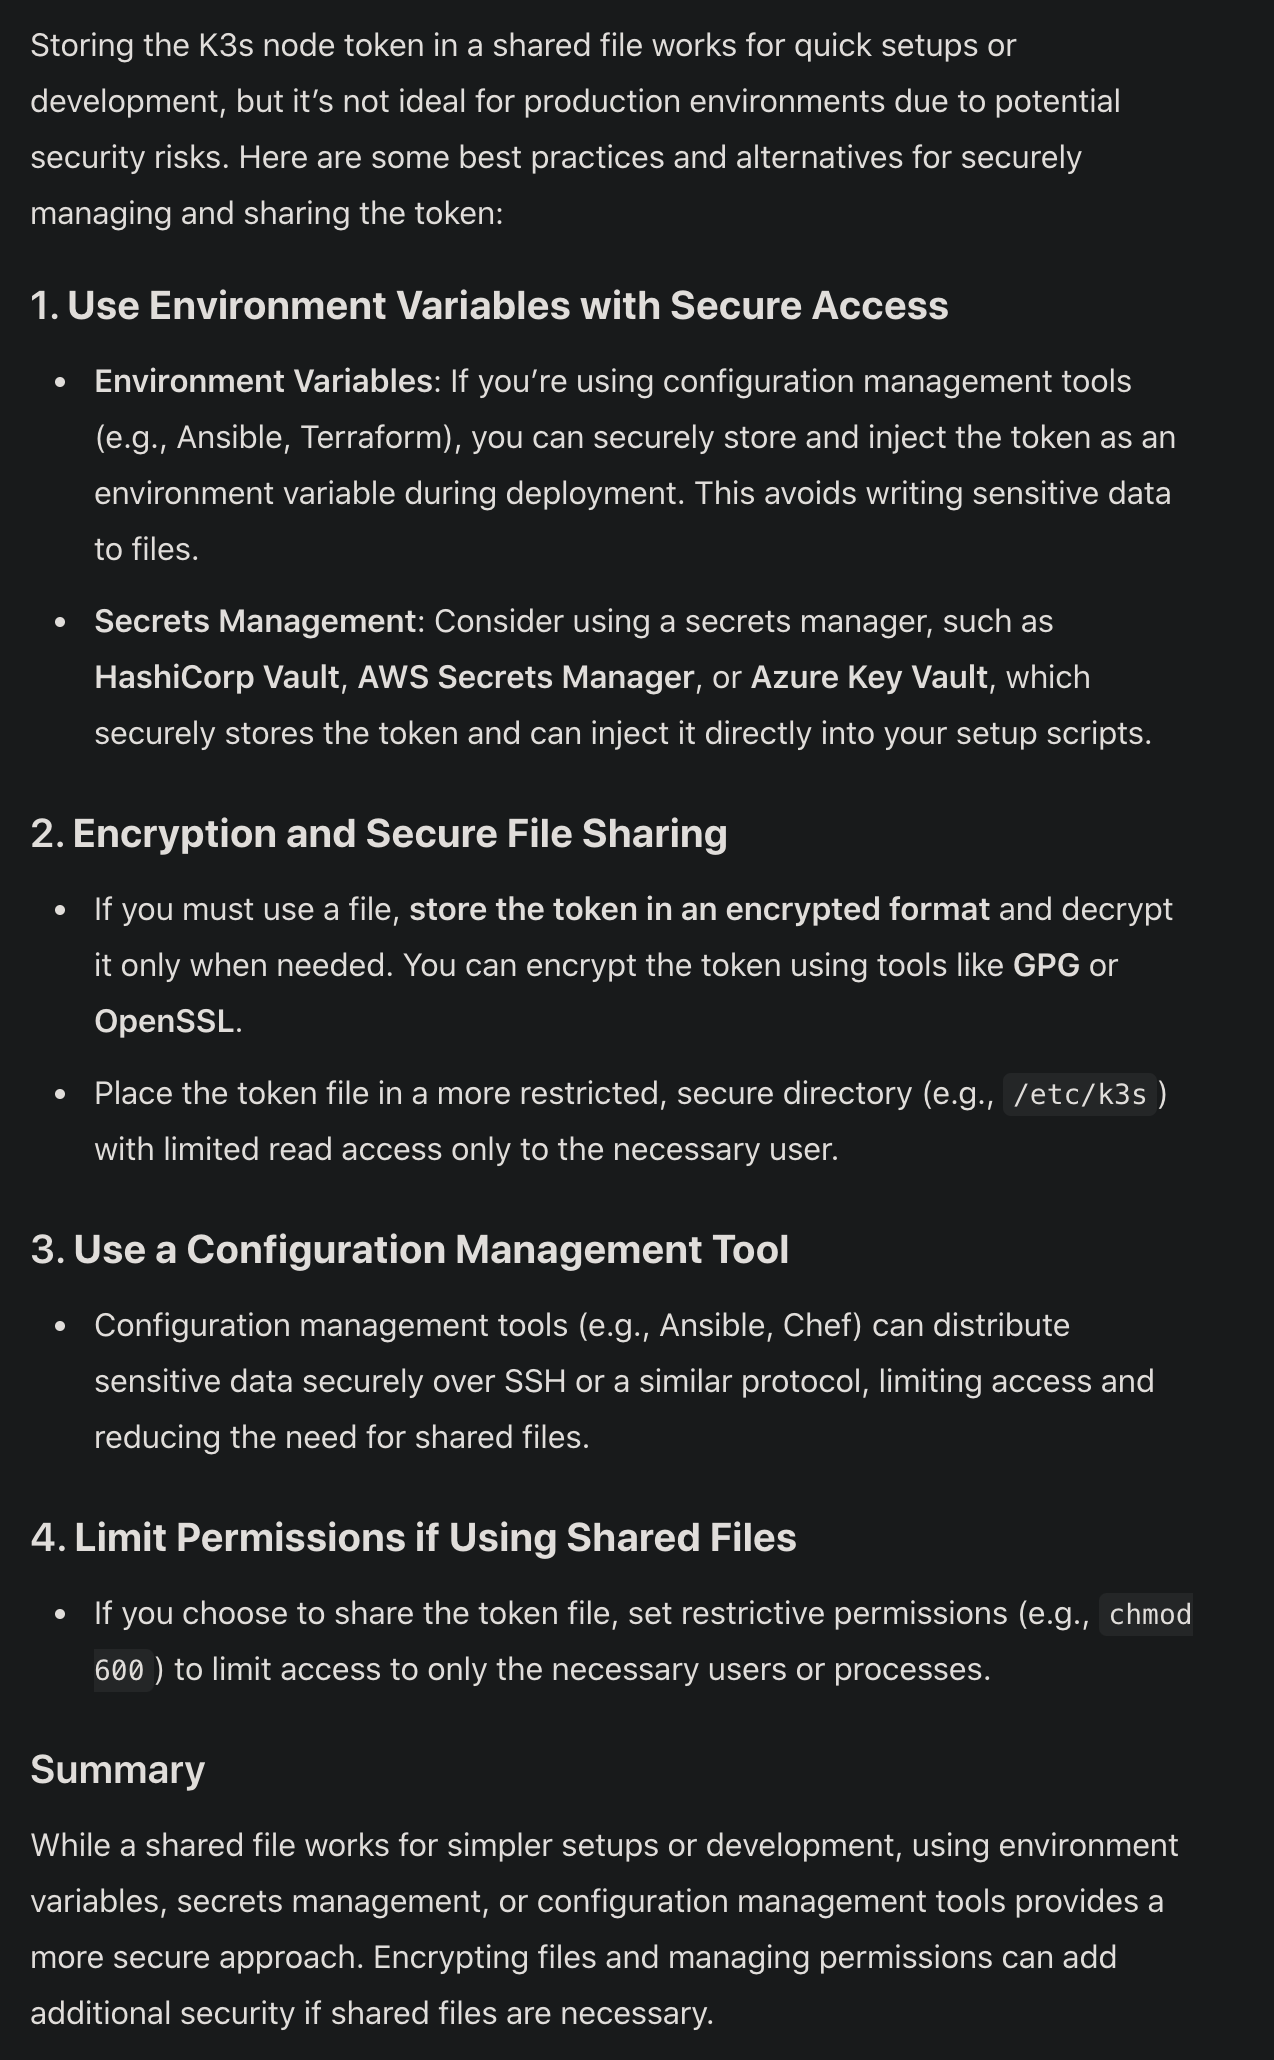 Storing the K3s node token in a shared file works for quick setups or
development, but it’s not ideal for production environments due to potential
security risks. Here are some best practices and alternatives for securely
managing and sharing the token:
1. Use Environment Variables with Secure Access
• Environment Variables: If you’re using configuration management tools
(e.g., Ansible, Terraform), you can securely store and inject the token as an
environment variable during deployment. This avoids writing sensitive data
to files.
• Secrets Management: Consider using a secrets manager, such as
HashiCorp Vault, AWS Secrets Manager, or Azure Key Vault, which
securely stores the token and can inject it directly into your setup scripts.
2. Encryption and Secure File Sharing
• If you must use a file, store the token in an encrypted format and decrypt
it only when needed. You can encrypt the token using tools like GPG or
OpenSSL.
• Place the token file in a more restricted, secure directory (e.g., /etc/k3s)
with limited read access only to the necessary user.
3. Use a Configuration Management Tool
• Configuration management tools (e.g., Ansible, Chef) can distribute
sensitive data securely over SSH or a similar protocol, limiting access and
reducing the need for shared files.
4. Limit Permissions if Using Shared Files
• If you choose to share the token file, set restrictive permissions (e.g., chmod
600) to limit access to only the necessary users or processes.
Summary
While a shared file works for simpler setups or development, using environment
variables, secrets management, or configuration management tools provides a
more secure approach. Encrypting files and managing permissions can add
additional security if shared files are necessary.